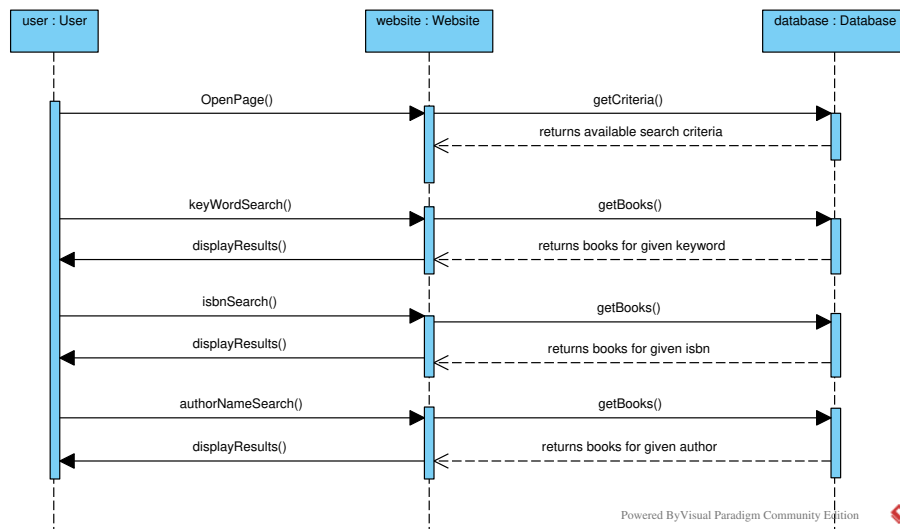 user : User
website : Website
database : Database
OpenPage()
getCriteria()
returns available search criteria
keyWordSearch()
getBooks()
displayResults()
returns books for given keyword
isbnSearch()
getBooks()
displayResults()
returns books for given isbn
authorNameSearch()
getBooks()
displayResults()
returns books for given author
Powered ByVisual Paradigm Community Edition